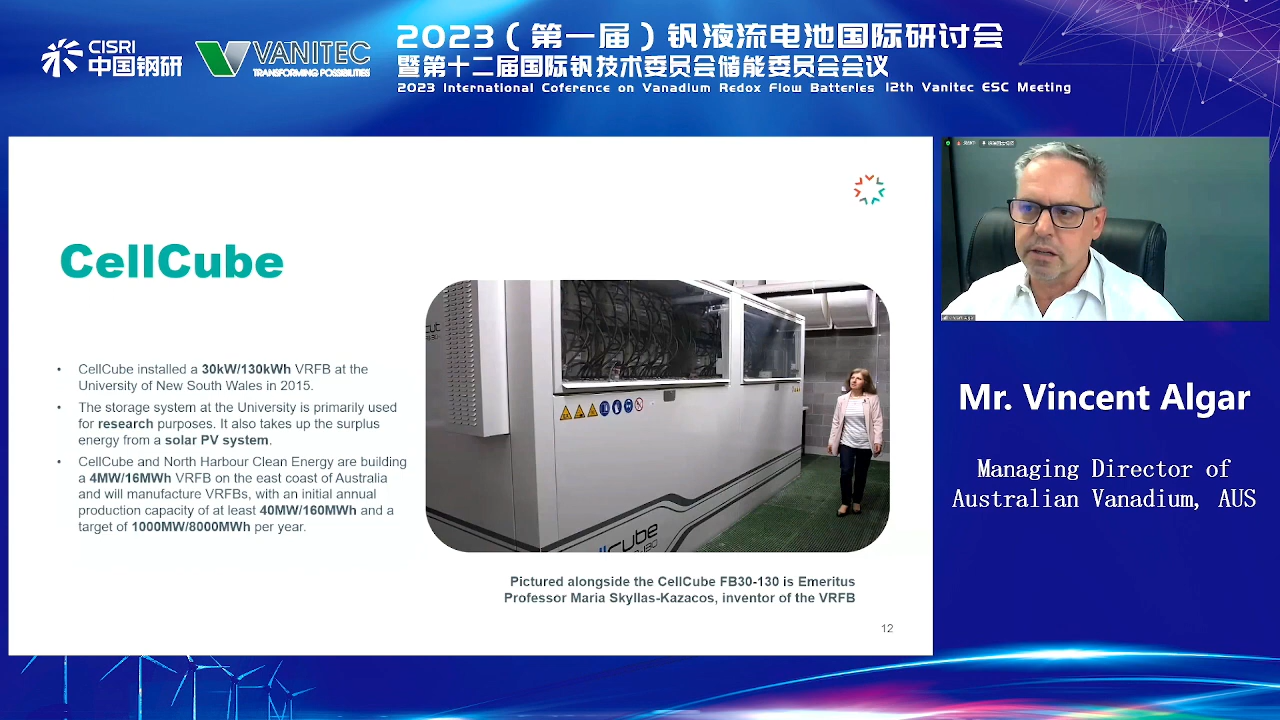 CISRI
中国钢研
VANITEC
TRANSFORMING POSSIBILITIES
2023（第一届）钒液流电池国际研讨会
暨第十二届国际钒技术委员会储能委员会会议
2023 International Coference on Vanadium Redox Flow Batteries 12th Vanitec ESC Meeting
CellCube
• CellCube installed a 30kW/130kWh VRFB at the
University of New South Wales in 2015.
• The storage system at the University is primarily used
for research purposes. It also takes up the surplus
energy from a solar PV system.
• CellCube and North Harbour Clean Energy are building
a 4MW/16MWh VRFB on the east coast of Australia
and will manufacture VRFBs, with an initial annual
production capacity of at least 40MW/160MWh and a
target of 1000MW/8000MWh per year.
Pictured alongside the CellCube FB30-130 is Emeritus
Professor Maria Skyllas-Kazacos, inventor of the VRFB
12
Mr. Vincent Algar
Managing Director of
Australian Vanadium, AUS